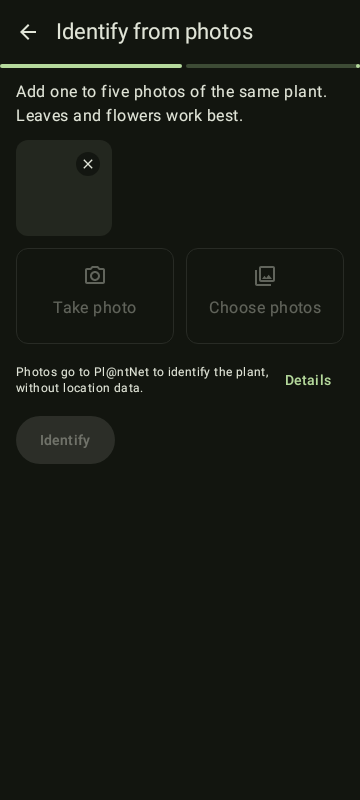 Identify from photos
Add one to five photos of the same plant.
Leaves and flowers work best.
Take photo
Choose photos
Photos go to Pl@ntNet to identify the plant,
without location data.
Details
Identify